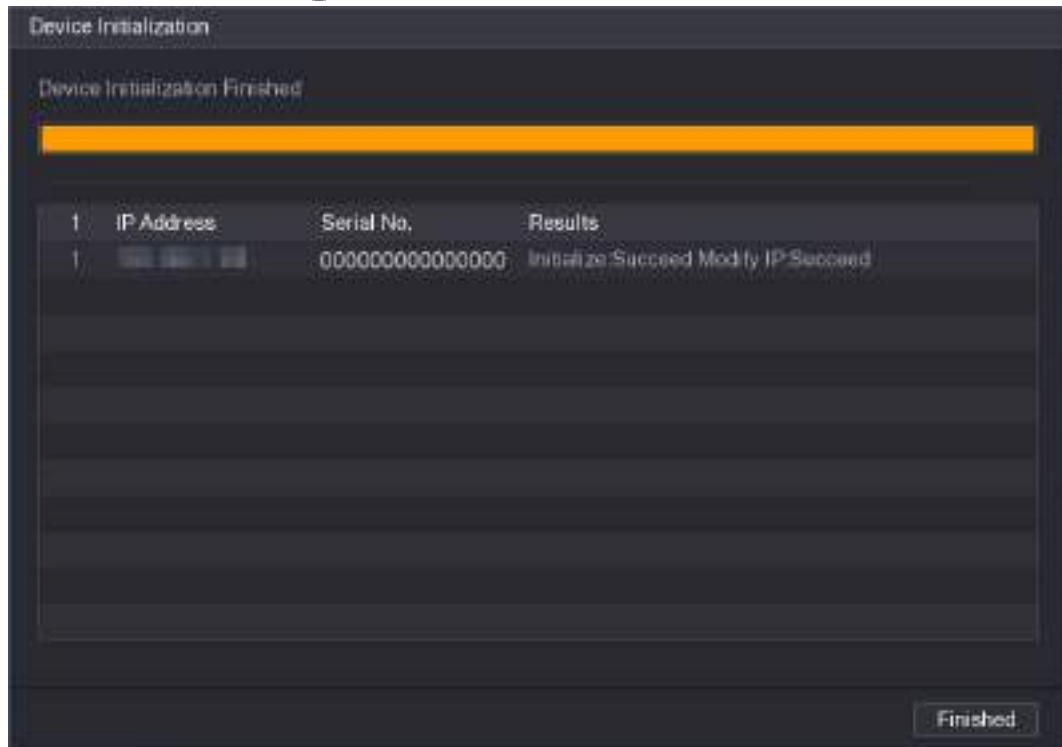 Device Initialization
Device Initialization Finished
1 IP Address Serial No. Results
1 000000000000000 Initialize:Succeed Modify IP:Succeed
Finished